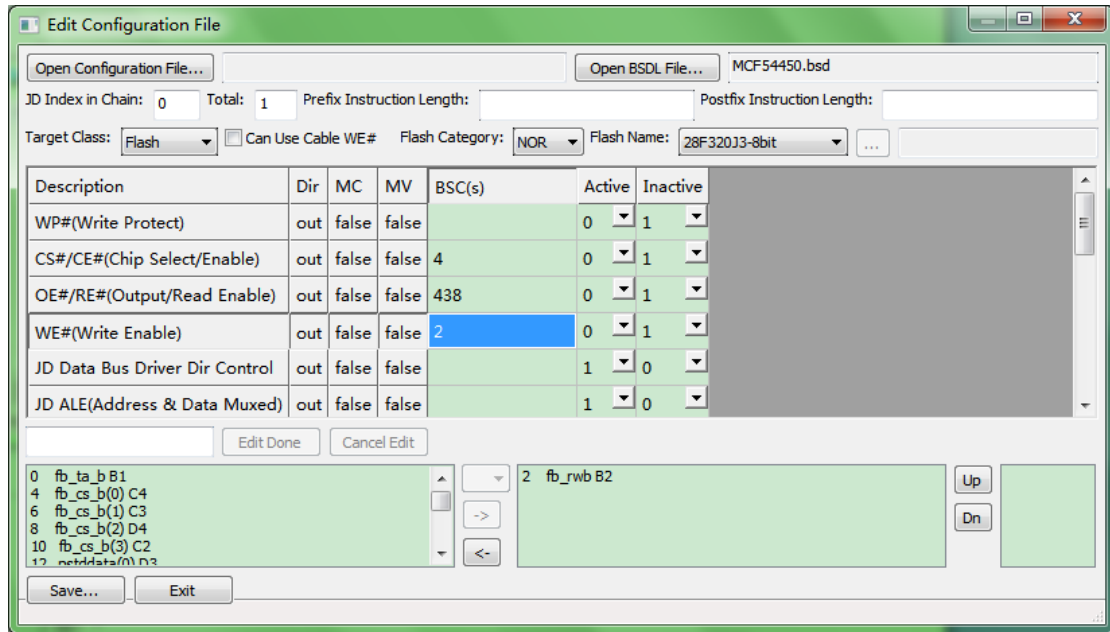 Edit Configuration File
Open Configuration File... Open BSDL File... MCF54450.bsd
JD Index in Chain: 0 Total: 1 Prefix Instruction Length: Postfix Instruction Length:
Target Class: Flash Can Use Cable WE# Flash Category: NOR Flash Name: 28F320J3-8bit ...
Description Dir MC MV BSC(s) Active Inactive
WP#(Write Protect) out false false 0 1
CS#/CE#(Chip Select/Enable) out false false 4 0 1
OE#/RE#(Output/Read Enable) out false false 438 0 1
WE#(Write Enable) out false false 2 0 1
JD Data Bus Driver Dir Control out false false 1 0
JD ALE(Address & Data Muxed) out false false 1 0
Edit Done Cancel Edit
0 fb_ta_b B1
4 fb_cs_b(0) C4
6 fb_cs_b(1) C3
8 fb_cs_b(2) D4
10 fb_cs_b(3) C2
12 pstddata(0) D3
->
<-
2 fb_rwb B2
Up
Dn
Save... Exit